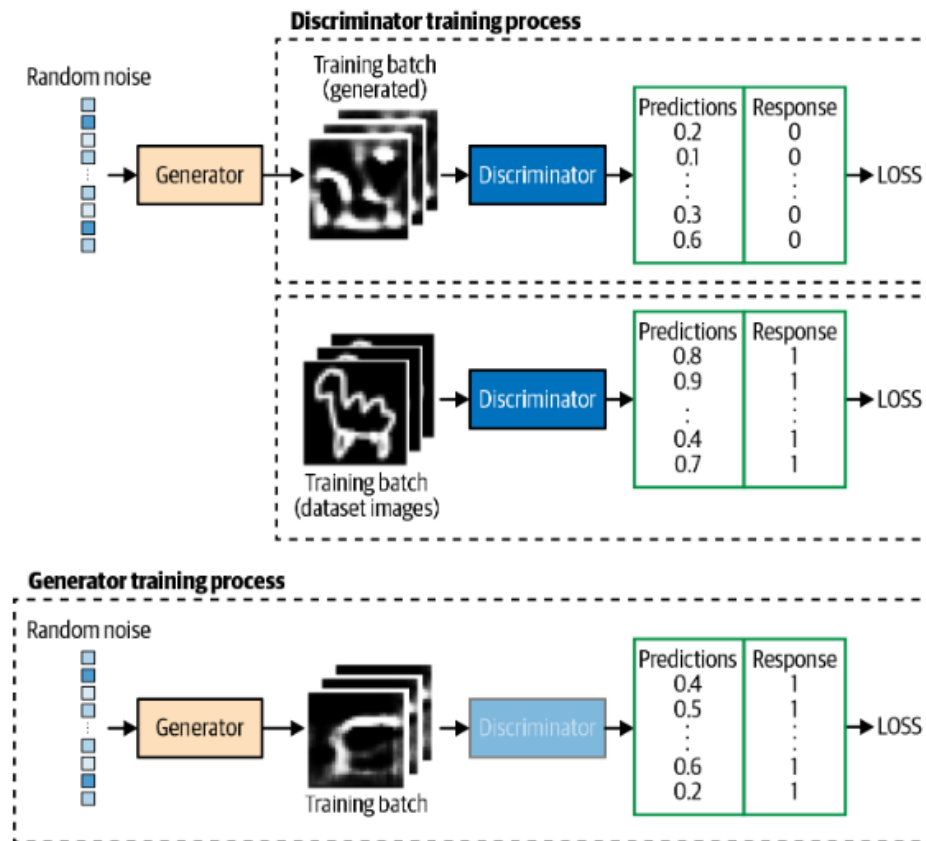 Discriminator training process
Random noise
Training batch
(generated)
Generator
Discriminator
Predictions Response
0.2 0
0.1 0
0.3 0
0.6 0
LOSS
Discriminator
Predictions Response
0.8 1
0.9 1
0.4 1
0.7 1
LOSS
Training batch
(dataset images)
Generator training process
Random noise
Generator
Discriminator
Predictions Response
0.4 1
0.5 1
0.6 1
0.2 1
LOSS
Training batch